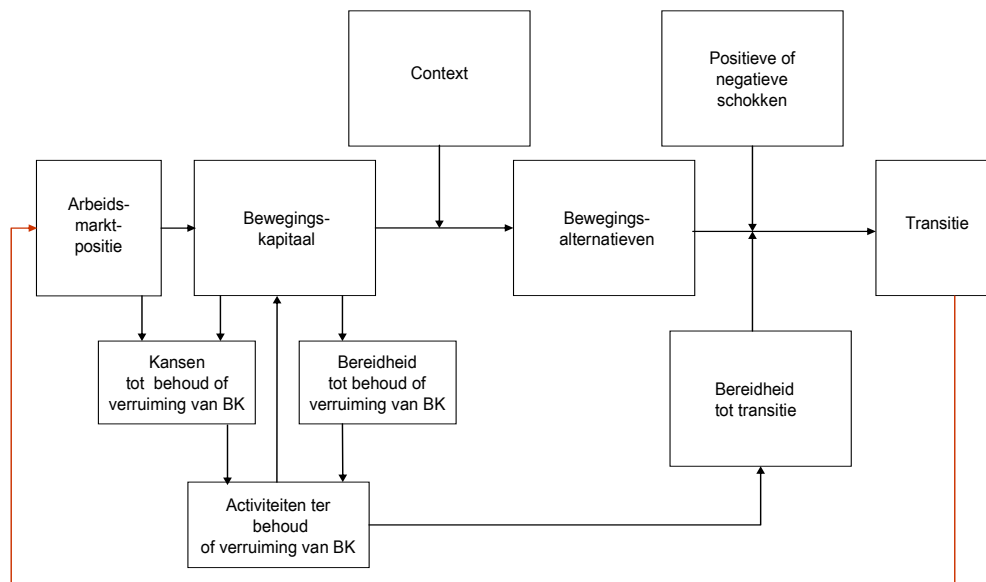 Context
Positieve of
negatieve
schokken
Arbeids-
markt-
positie
Bewegings-
kapitaal
Bewegings-
alternatieven
Transitie
Kansen
tot behoud of
verruiming van BK
Bereidheid
tot behoud of
verruiming van BK
Bereidheid
tot transitie
Activiteiten ter
behoud
of verruiming van BK